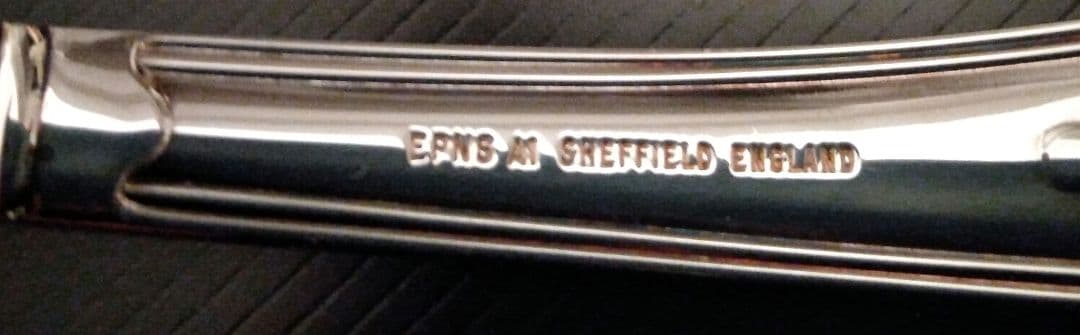 EPNS A1 SHEFFIELD ENGLAND